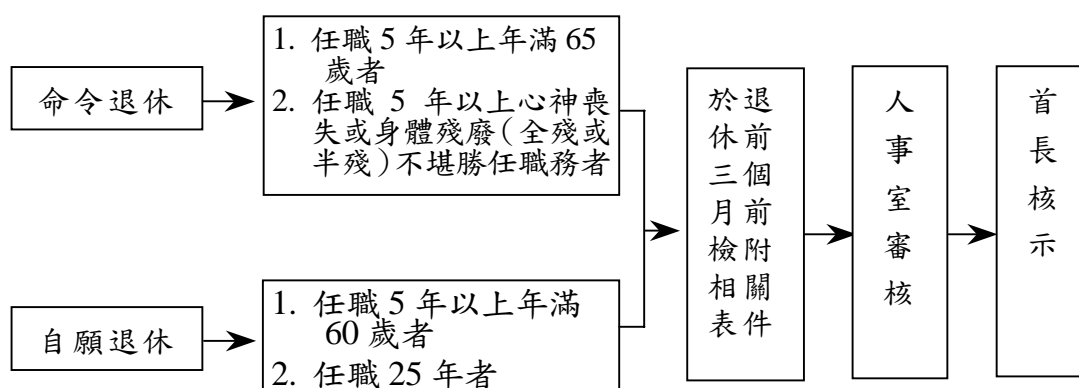 命令退休
1. 任職 5 年以上年滿 65
歲者
2. 任職 5 年以上心神喪
失或身體殘廢(全殘或
半殘)不堪勝任職務者
自願退休
1. 任職 5 年以上年滿
60 歲者
2. 任職 25 年者
於退
休前
三個
月前
檢附
相關
表件
人事室審核
首長核示